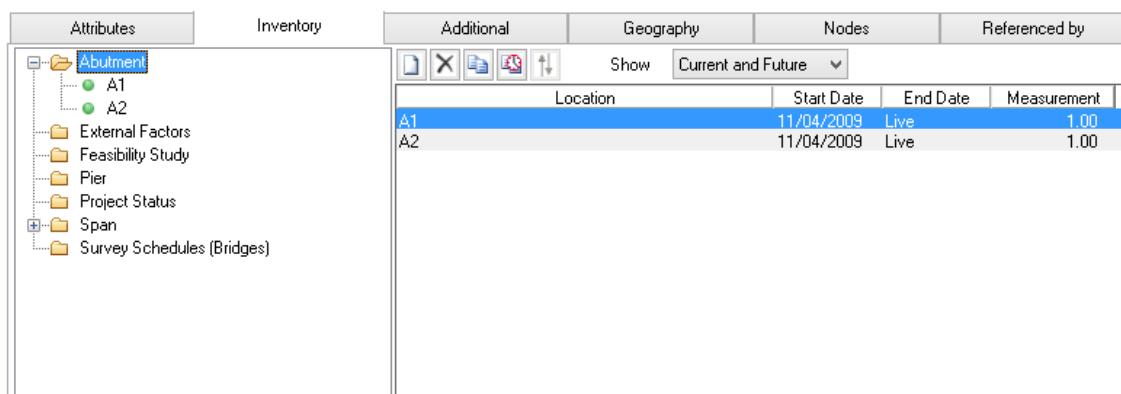 Attributes Inventory Additional Geography Nodes Referenced by
Abutment
A1
A2
External Factors
Feasibility Study
Pier
Project Status
Span
Survey Schedules (Bridges)
Show Current and Future
Location Start Date End Date Measurement
A1 11/04/2009 Live 1.00
A2 11/04/2009 Live 1.00